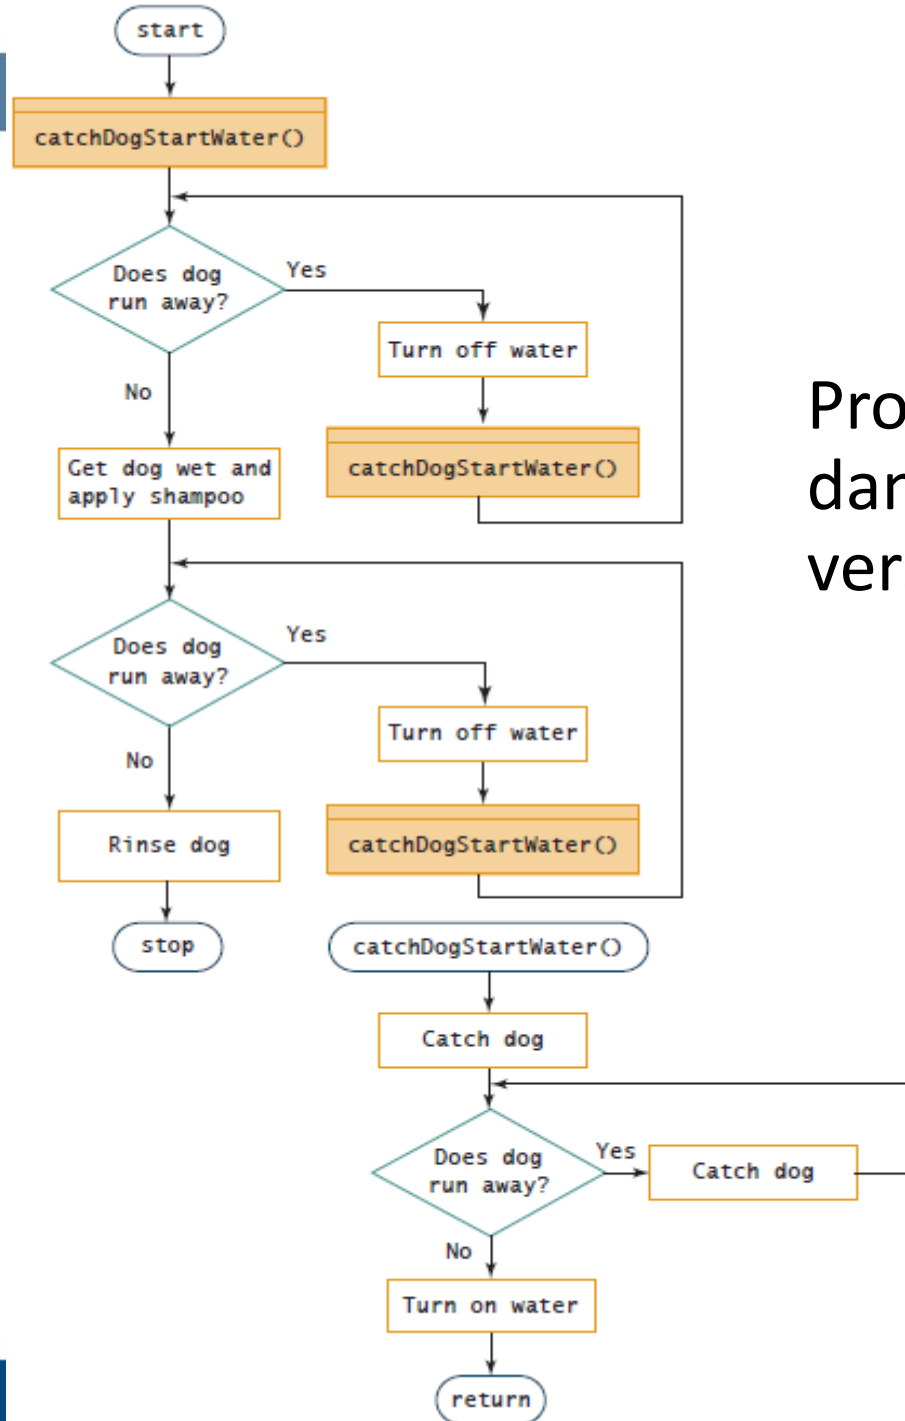 start
catchDogStartWater()
Does dog
run away?
Yes
Turn off water
catchDogStartWater()
No
Get dog wet and
apply shampoo
Does dog
run away?
Yes
Turn off water
catchDogStartWater()
No
Rinse dog
stop
catchDogStartWater()
Catch dog
Does dog
run away?
Yes
Catch dog
No
Turn on water
return
Pro
dar
ver